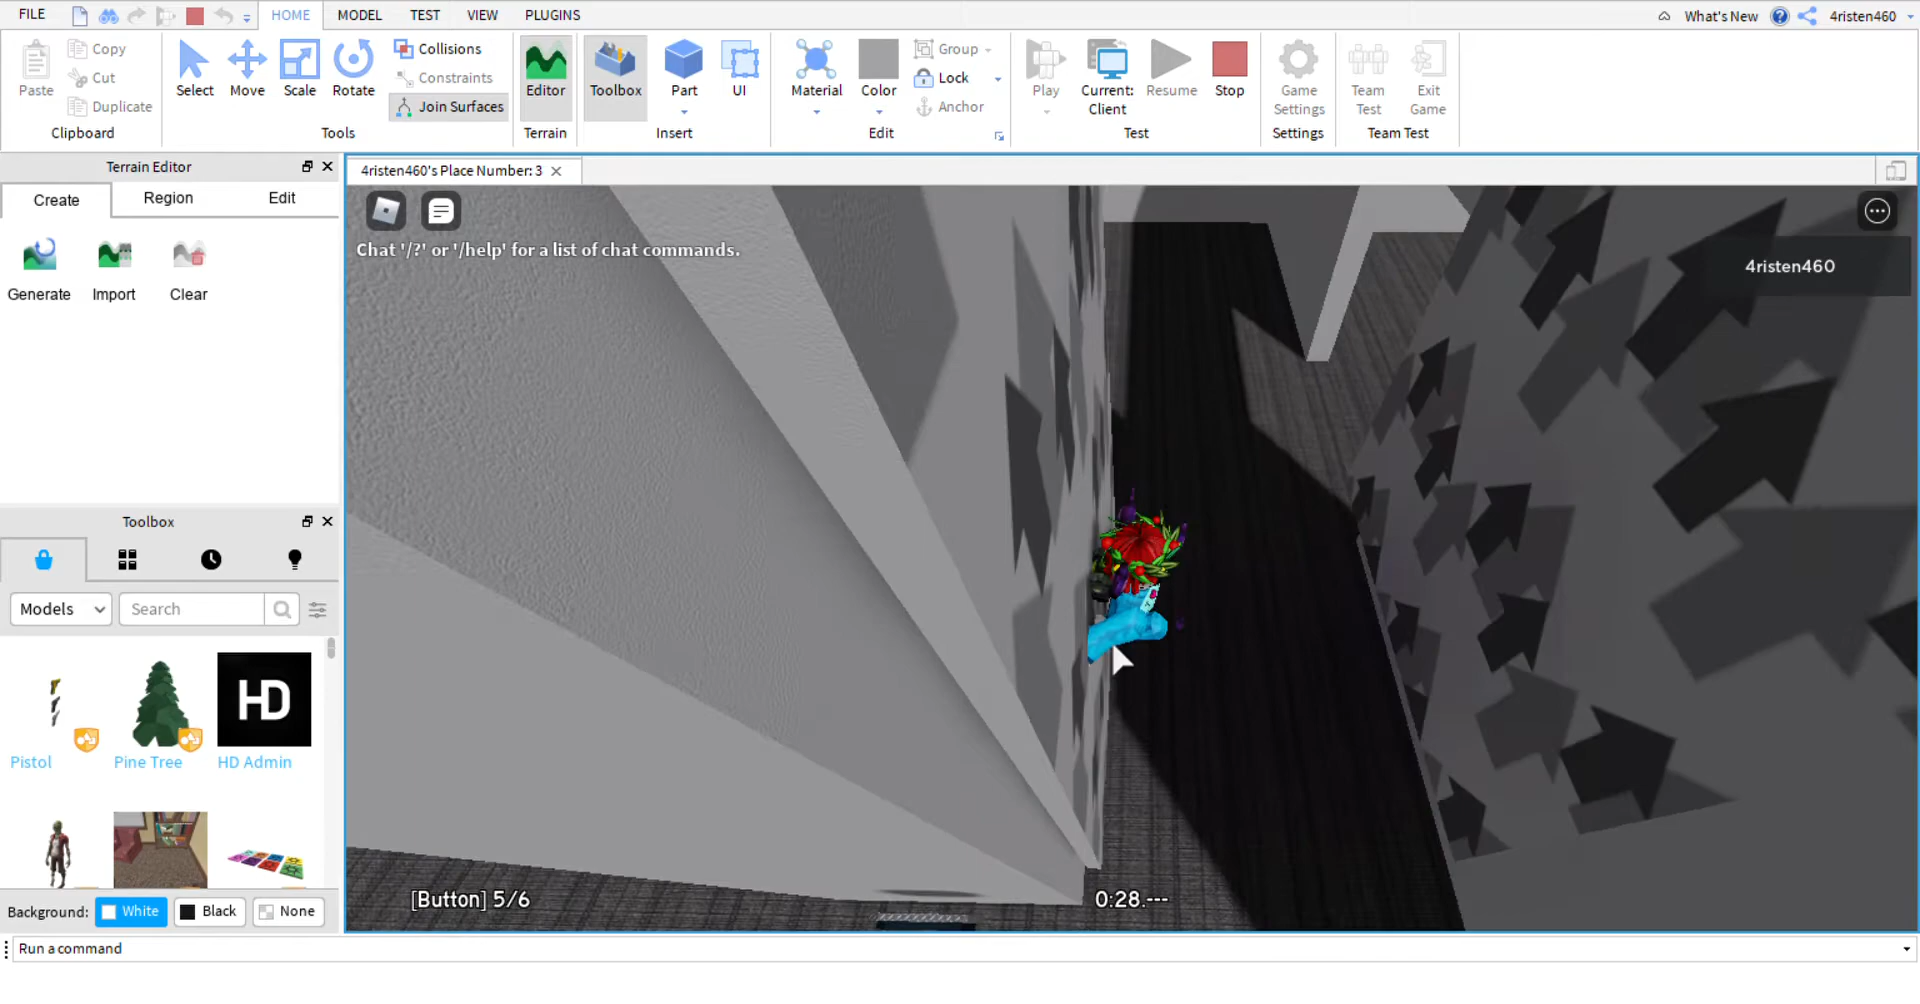 FILE HOME MODEL TEST VIEW PLUGINS What's New 4risten460
Paste Copy Cut Duplicate
Clipboard
Select Move Scale Rotate Collisions Constraints Join Surfaces
Tools
Editor
Terrain
Toolbox Part UI
Insert
Material Color Group Lock Anchor
Edit
Play Current: Client Resume Stop
Test
Game Settings
Settings
Team Test Exit Game
Team Test
Terrain Editor
Create Region Edit
Generate Import Clear
Toolbox
Models Search
HD
Pistol Pine Tree HD Admin
Background: White Black None
4risten460's Place Number: 3
Chat '/?' or '/help' for a list of chat commands.
4risten460
[Button] 5/6 0:28.---
Run a command